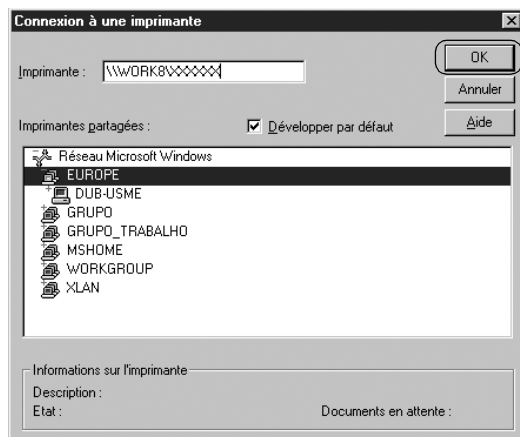 Connexion à une imprimante
Imprimante : \\WORK8\XXXXXX
OK
Annuler
Aide
Imprimantes partagées :
Développer par défaut
Réseau Microsoft Windows
EUROPE
DUB-USME
GRUPO
GRUPO_TRABALHO
MSHOME
WORKGROUP
XLAN
Informations sur l'imprimante
Description :
Etat :
Documents en attente :